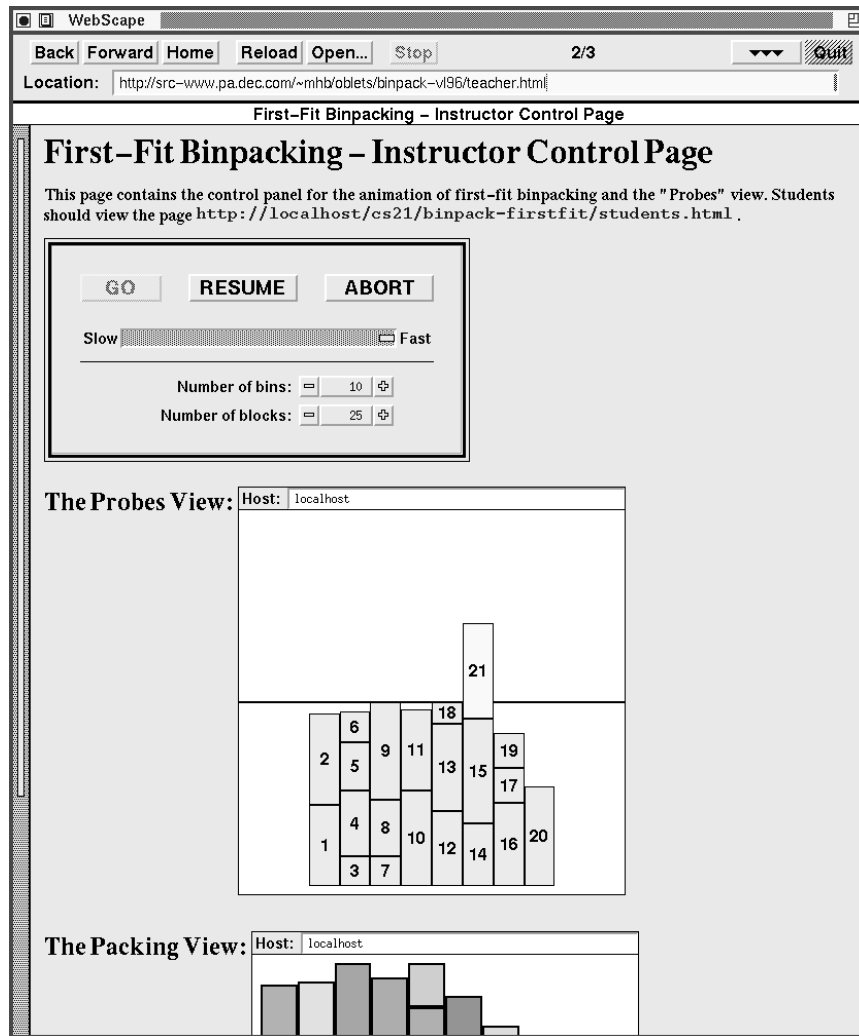 WebScape
Back Forward Home Reload Open... Stop 2/3 Quit
Location: http://src-www.pa.dec.com/~mhb/oblets/binpack-vl96/teacher.html
First-Fit Binpacking - Instructor Control Page
First-Fit Binpacking - Instructor Control Page
This page contains the control panel for the animation of first-fit binpacking and the "Probes" view. Students
should view the page http://localhost/cs21/binpack-firstfit/students.html .
GO RESUME ABORT
Slow Fast
Number of bins: 10
Number of blocks: 25
The Probes View: Host: localhost
21
18
6
2 9 11 19
5 13 15
17
4 8
10 20
1 12 16
14
3 7
The Packing View: Host: localhost